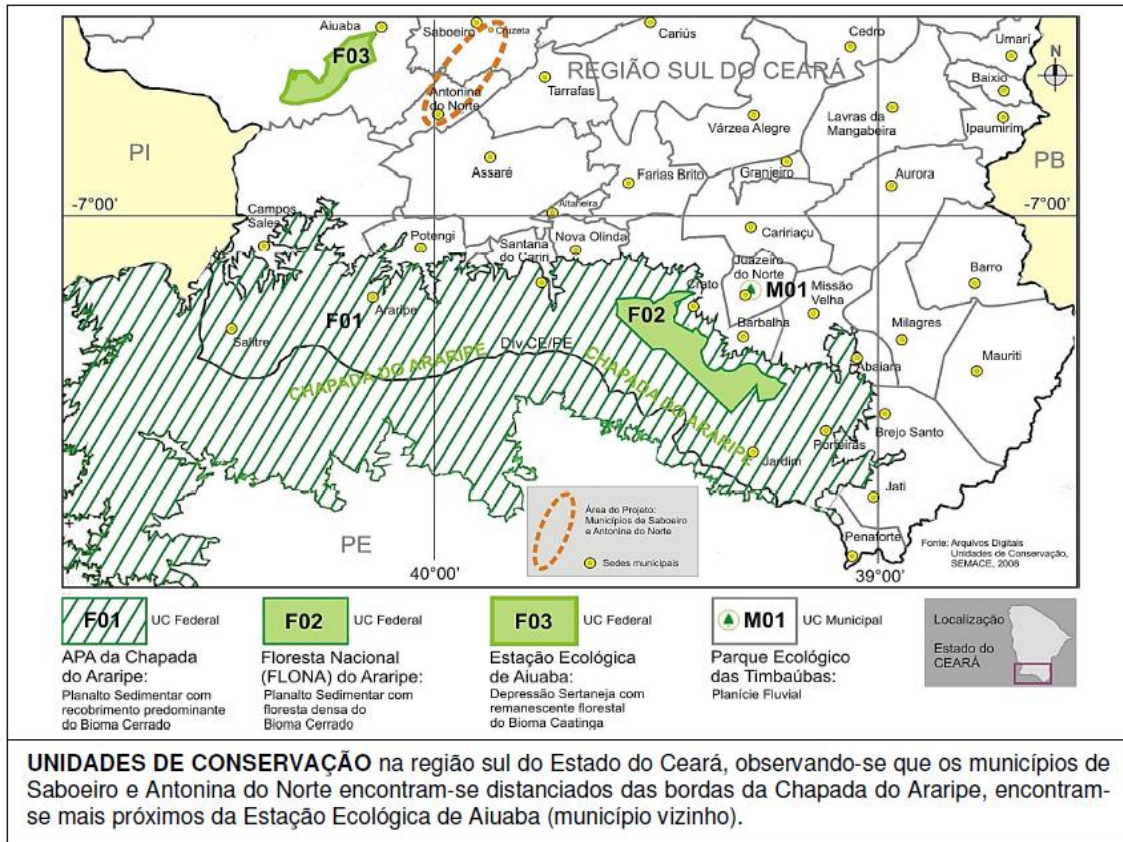 Aiuaba
Saboeiro
Cruzeta
Cariús
Cedro
Umarí
N
F03
REGIÃO SUL DO CEARÁ
Baixio
Antonina
do Norte
Tarrafas
Várzea Alegre
Lavras da
Mangabeira
Ipaumirim
PI
PB
Assaré
Farias Brito
Granjeiro
Aurora
-7°00'
Altaneira
-7°00'
Campos
Sales
Potengi
Santana
do Cariri
Nova Olinda
Caririaçu
Juazeiro
do Norte
M01
Missão
Velha
Barro
Crato
F01
Araripe
F02
Barbalha
Milagres
Salitre
Div.CE/PE
Abaiara
Mauriti
CHAPADA DO ARARIPE
CHAPADA DO ARARIPE
Brejo Santo
Porteiras
Jardim
Jati
PE
Área do Projeto:
Municípios de Saboeiro
e Antonina do Norte
Sedes municipais
Penaforte
Fonte: Arquivos Digitais
Unidades de Conservação,
SEMACE, 2008
40°00'
39°00'
F01 UC Federal
APA da Chapada
do Araripe:
Planalto Sedimentar com
recobrimento predominante
do Bioma Cerrado
F02 UC Federal
Floresta Nacional
(FLONA) do Araripe:
Planalto Sedimentar com
floresta densa do
Bioma Cerrado
F03 UC Federal
Estação Ecológica
de Aiuaba:
Depressão Sertaneja com
remanescente florestal
do Bioma Caatinga
M01 UC Municipal
Parque Ecológico
das Timbaúbas:
Planície Fluvial
Localização
Estado do
CEARÁ
UNIDADES DE CONSERVAÇÃO na região sul do Estado do Ceará, observando-se que os municípios de
Saboeiro e Antonina do Norte encontram-se distanciados das bordas da Chapada do Araripe, encontram-
se mais próximos da Estação Ecológica de Aiuaba (município vizinho).